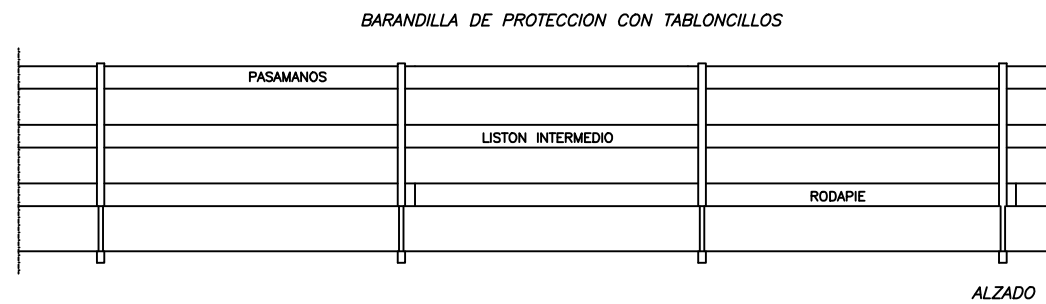 BARANDILLA DE PROTECCION CON TABLONCILLOS
PASAMANOS
LISTON INTERMEDIO
RODAPIE
ALZADO